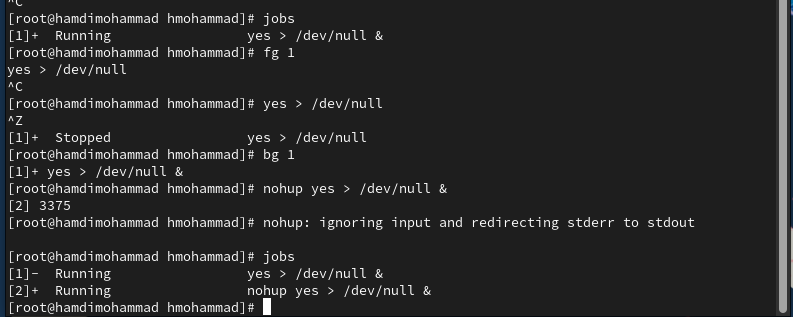 ^C
[root@hamdimohammad hmohammad]# jobs
[1]+  Running                 yes > /dev/null &
[root@hamdimohammad hmohammad]# fg 1
yes > /dev/null
^C
[root@hamdimohammad hmohammad]# yes > /dev/null
^Z
[1]+  Stopped                 yes > /dev/null
[root@hamdimohammad hmohammad]# bg 1
[1]+ yes > /dev/null &
[root@hamdimohammad hmohammad]# nohup yes > /dev/null &
[2] 3375
[root@hamdimohammad hmohammad]# nohup: ignoring input and redirecting stderr to stdout
[root@hamdimohammad hmohammad]# jobs
[1]-  Running                 yes > /dev/null &
[2]+  Running                 nohup yes > /dev/null &
[root@hamdimohammad hmohammad]#